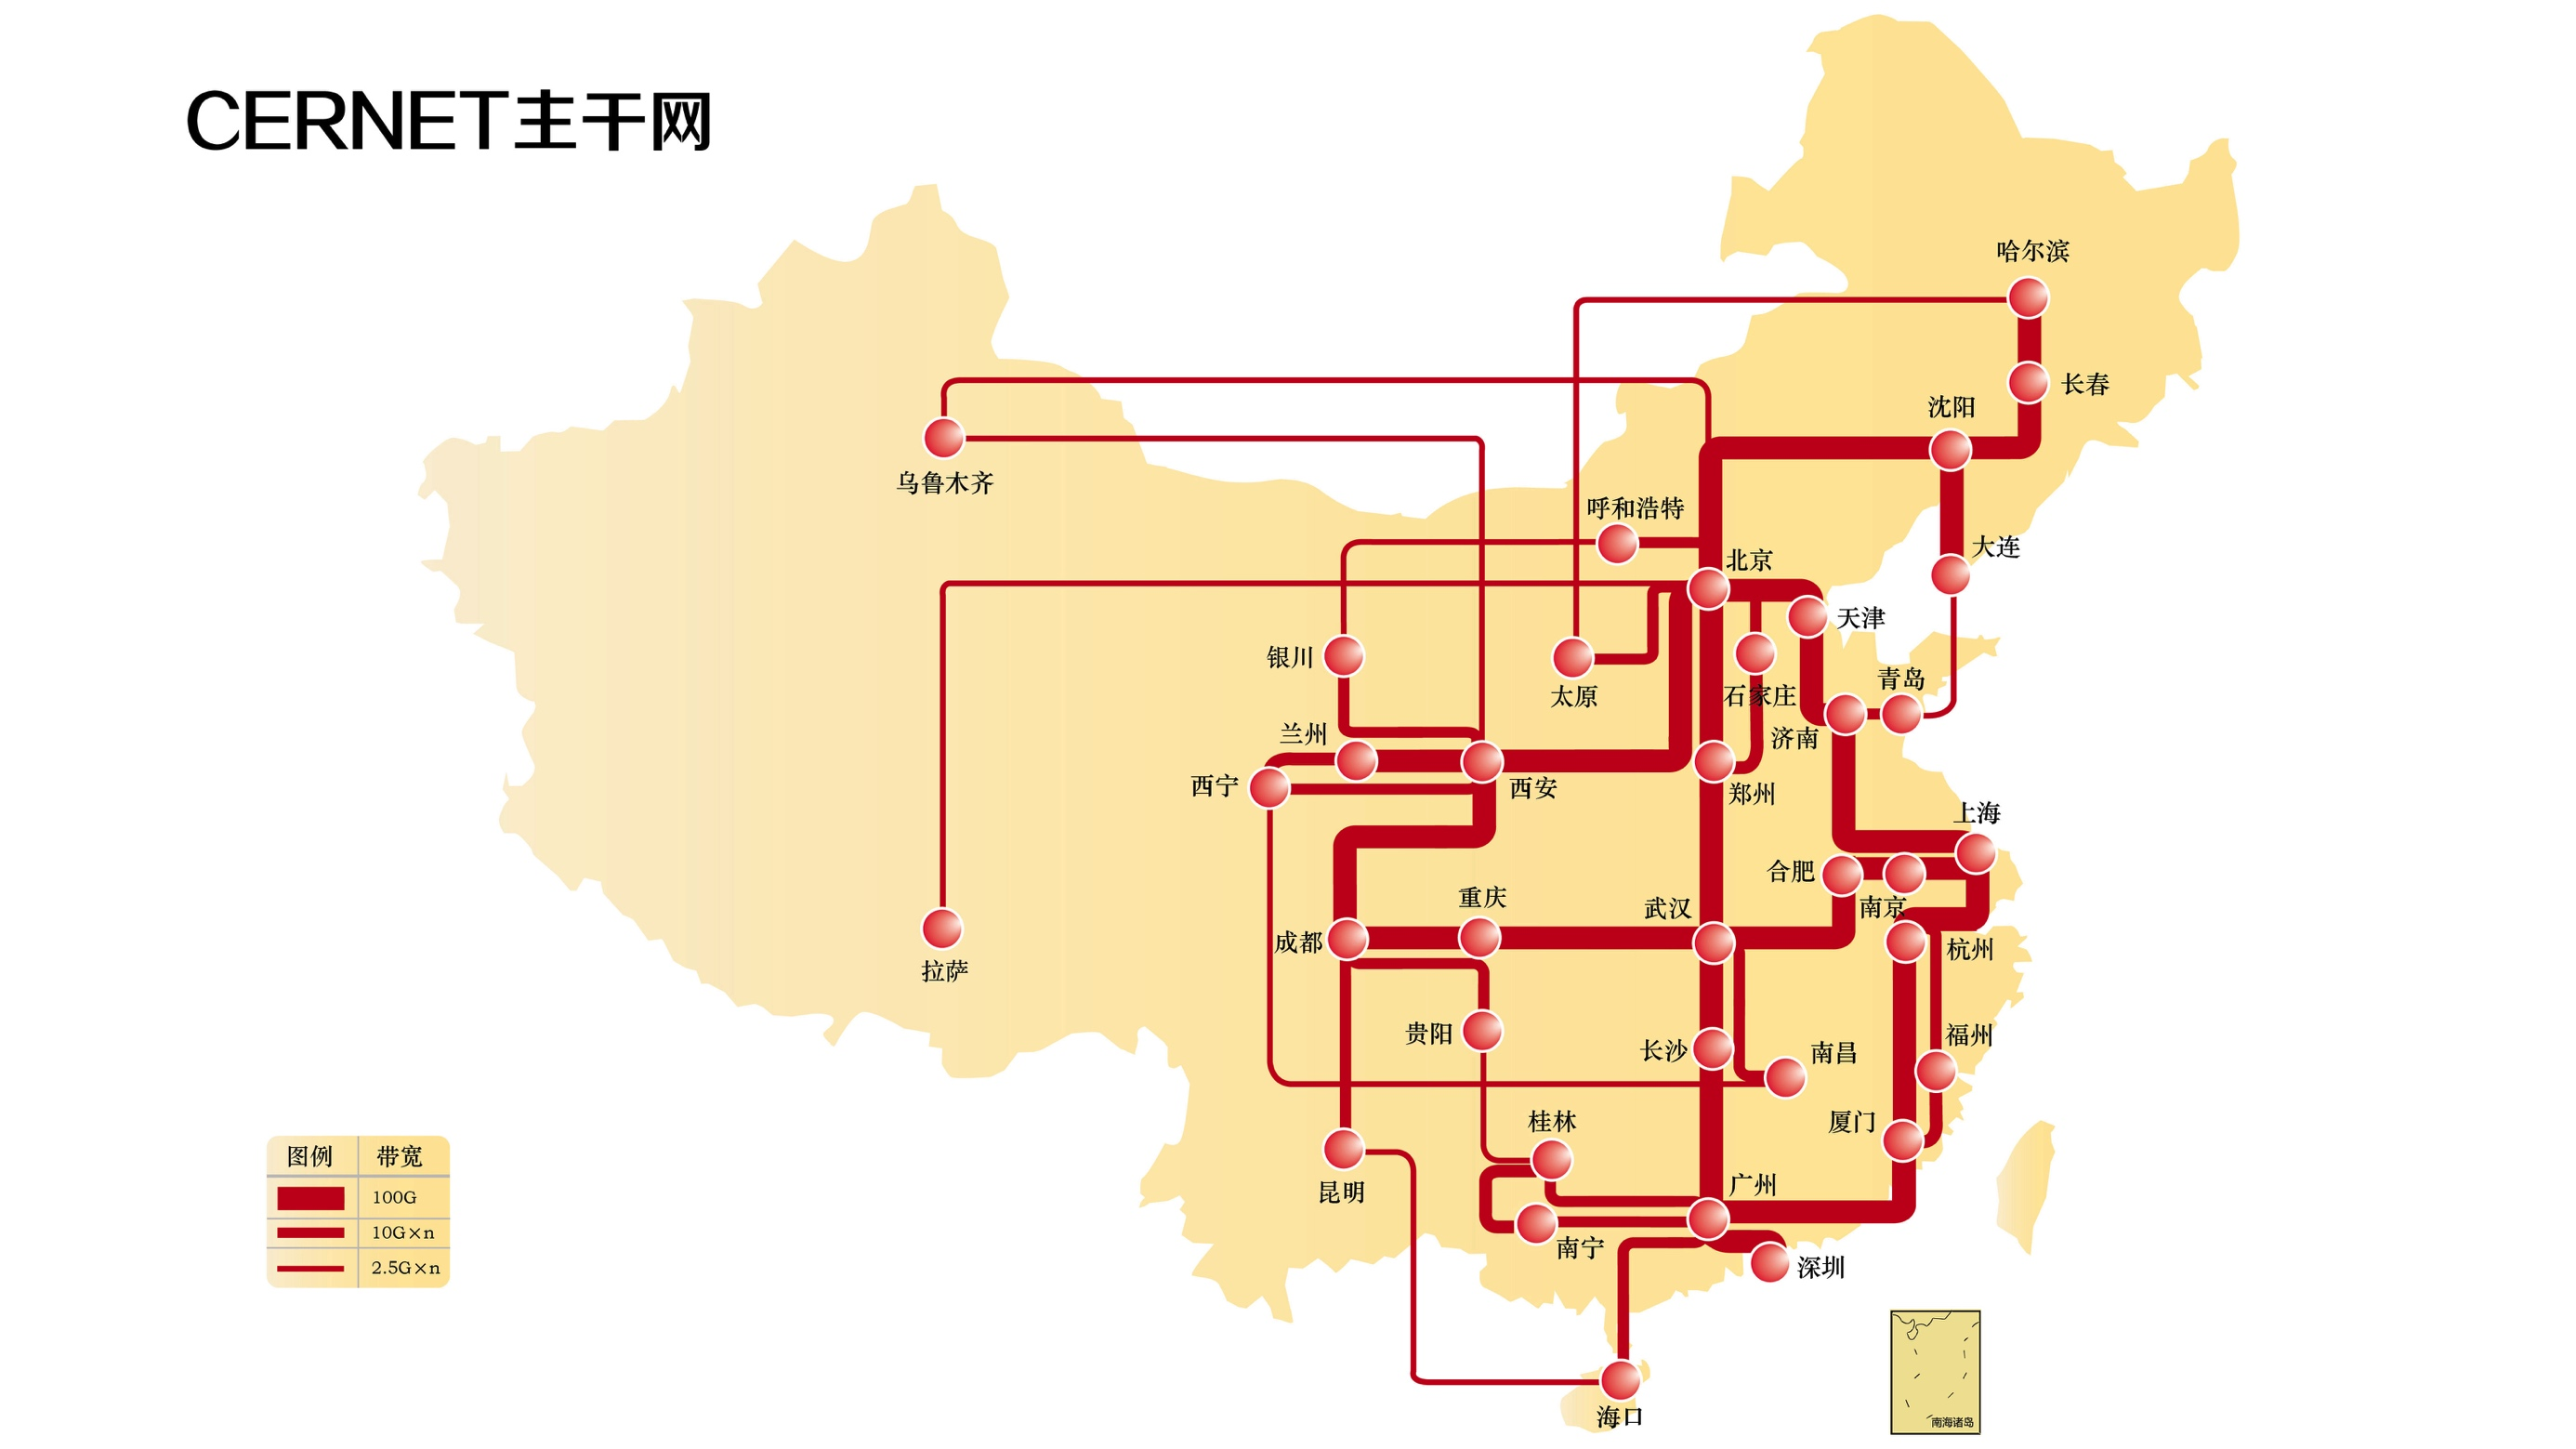 CERNET主干网
哈尔滨
长春
沈阳
乌鲁木齐
呼和浩特
大连
北京
天津
银川
太原
石家庄
青岛
兰州
济南
西宁
西安
郑州
上海
合肥
重庆
武汉
南京
成都
杭州
拉萨
贵阳
长沙
南昌
福州
桂林
厦门
昆明
广州
南宁
深圳
海口
图例 带宽
100G
10G×n
2.5G×n
南海诸岛